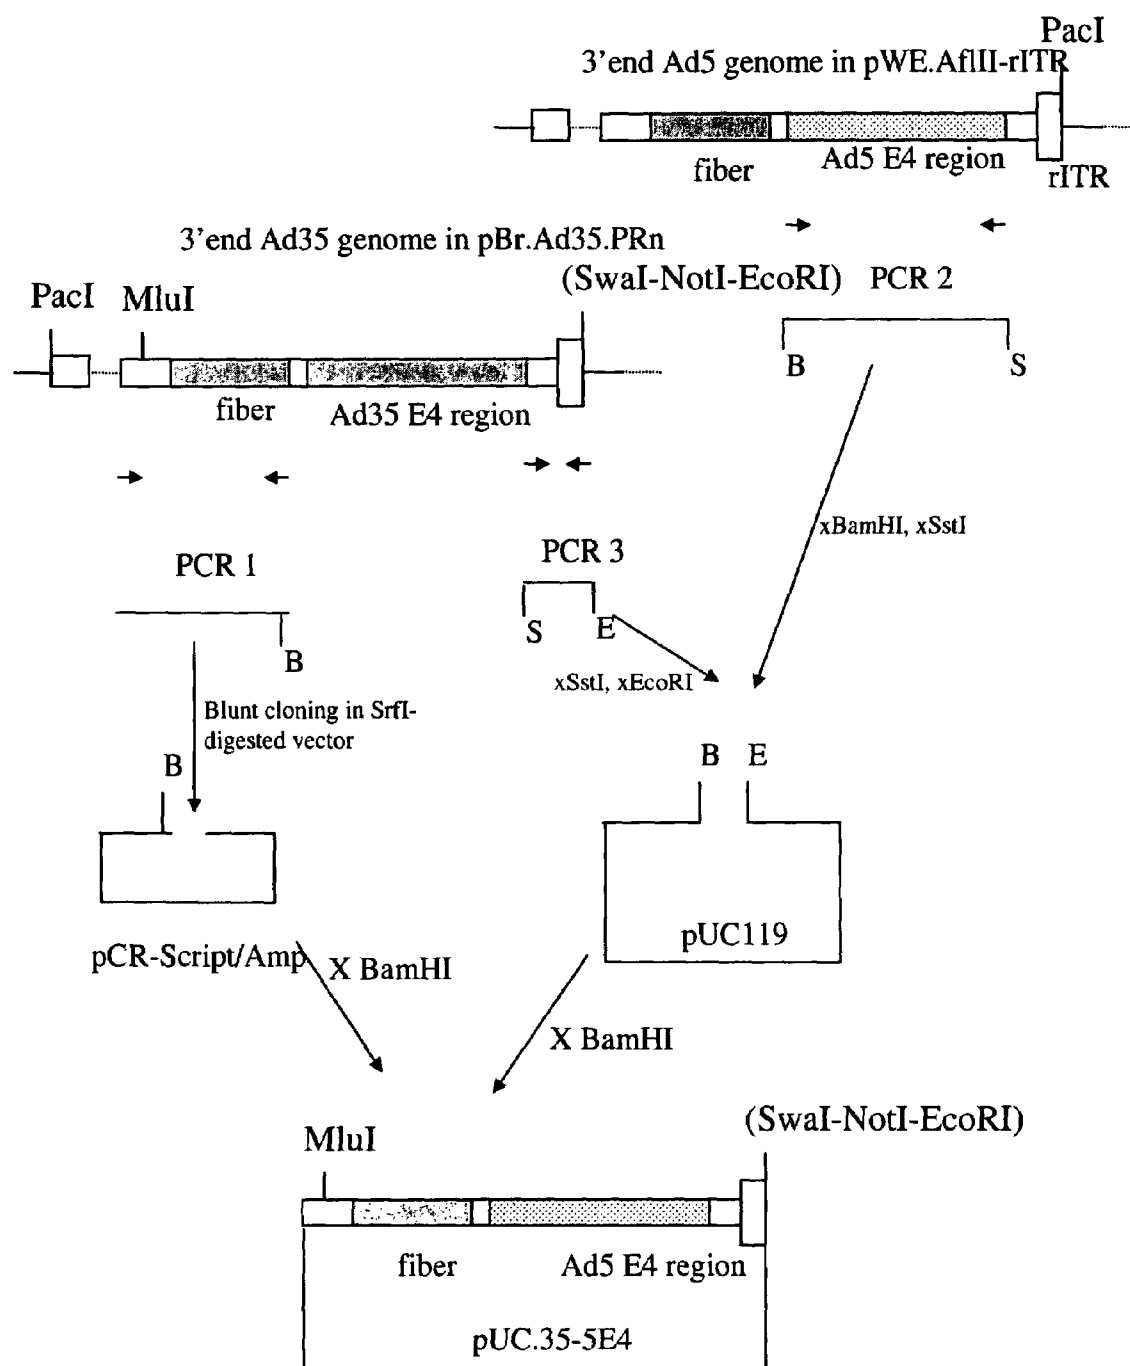 PacI
3'end Ad5 genome in pWE.AflII-rITR
fiber
Ad5 E4 region
rITR
3'end Ad35 genome in pBr.Ad35.PRn
(SwaI-NotI-EcoRI)
PCR 2
PacI
MluI
B
S
fiber
Ad35 E4 region
xBamHI, xSstI
PCR 1
PCR 3
S
E
B
xSstI, xEcoRI
Blunt cloning in SrfI-
digested vector
B
B
E
pCR-Script/Amp
X BamHI
pUC119
X BamHI
(SwaI-NotI-EcoRI)
MluI
fiber
Ad5 E4 region
pUC.35-5E4